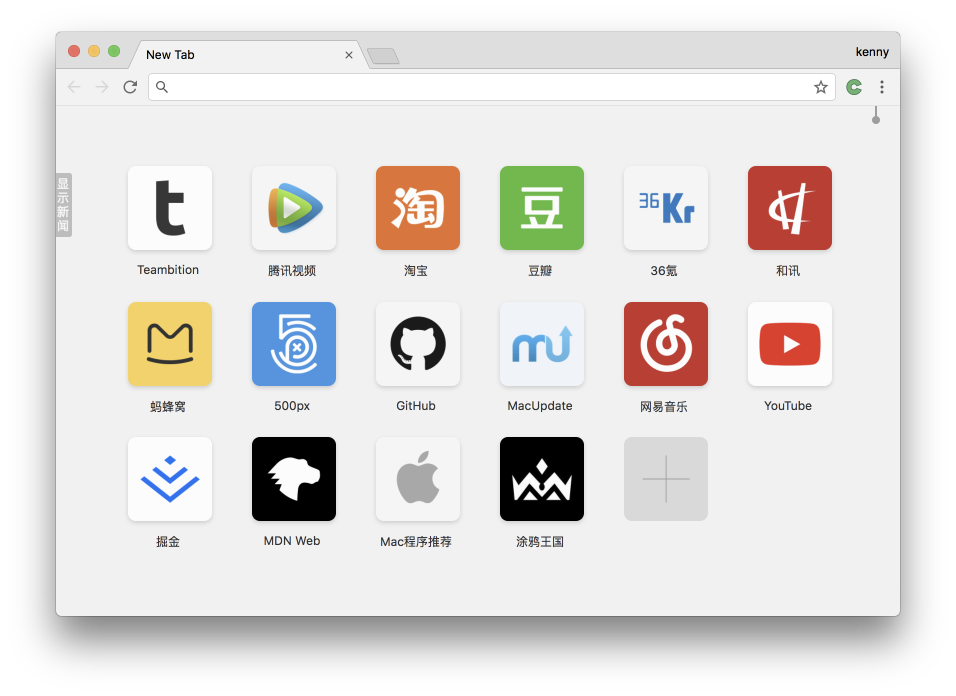 New Tab
kenny
显示新闻
t
淘
豆
36Kr
Teambition
腾讯视频
淘宝
豆瓣
36氪
和讯
5
mu
蚂蜂窝
500px
GitHub
MacUpdate
网易音乐
YouTube
掘金
MDN Web
Mac程序推荐
涂鸦王国